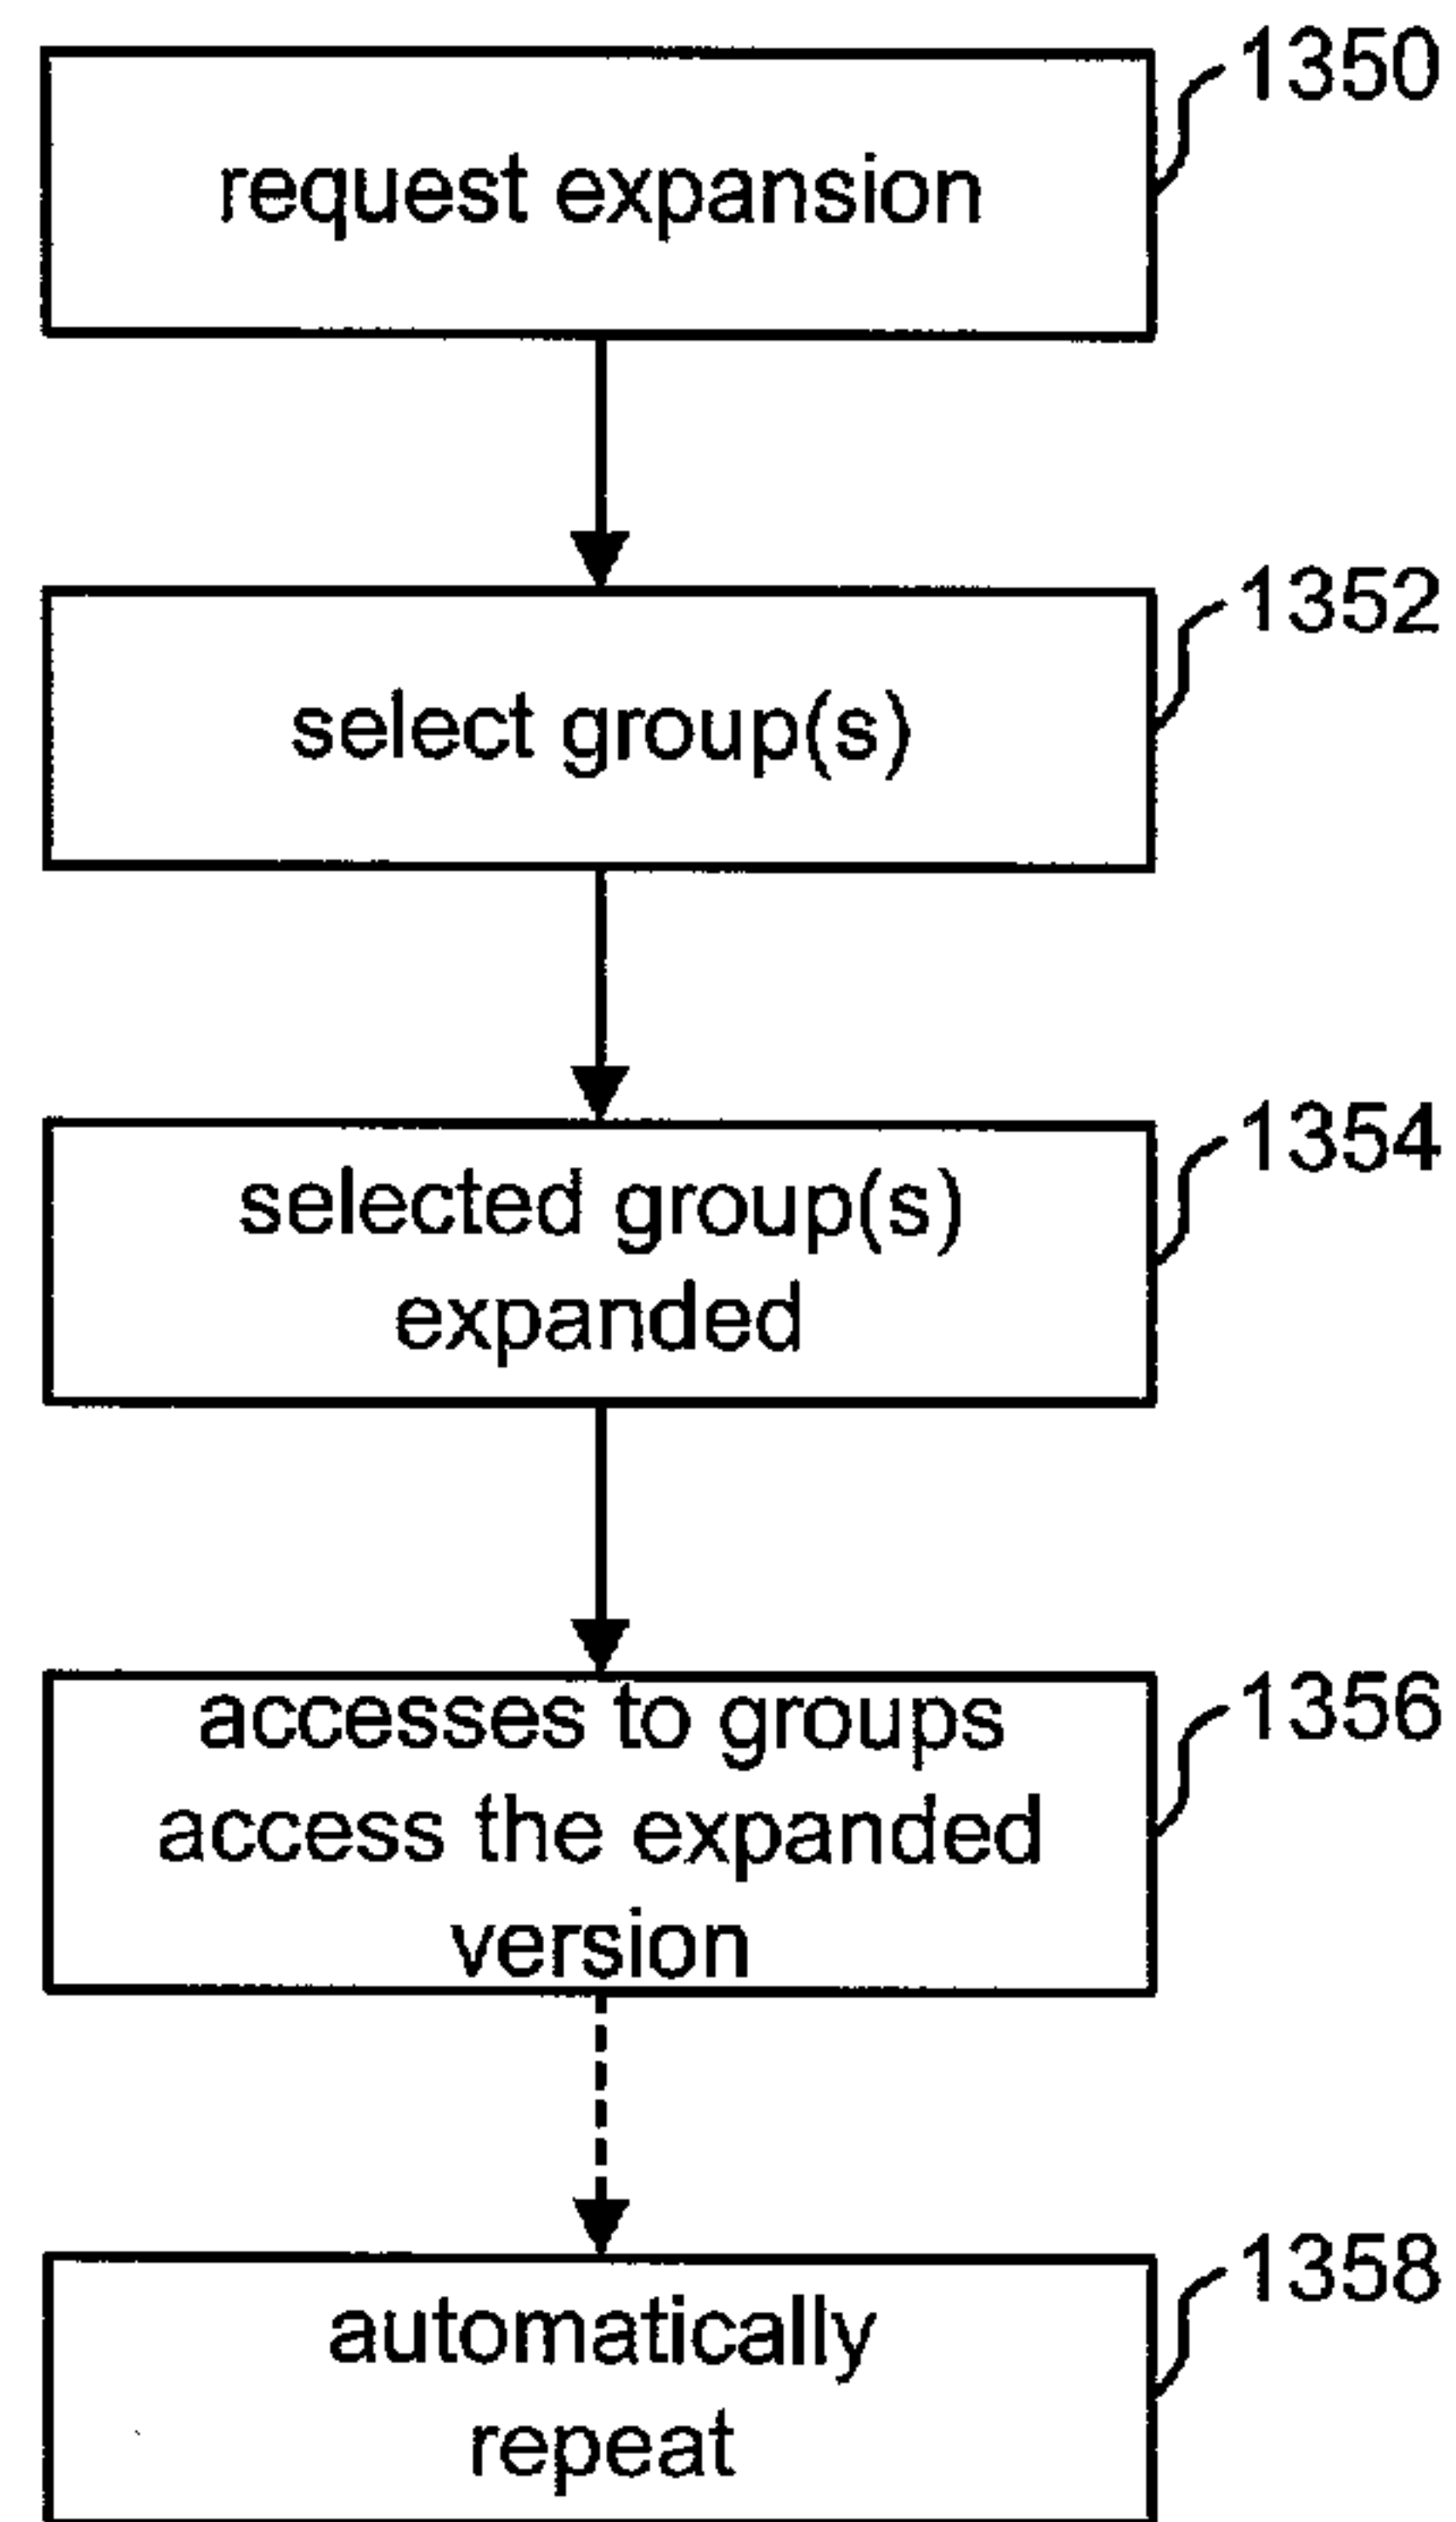 1350
request expansion
1352
select group(s)
1354
selected group(s)
expanded
1356
accesses to groups
access the expanded
version
1358
automatically
repeat